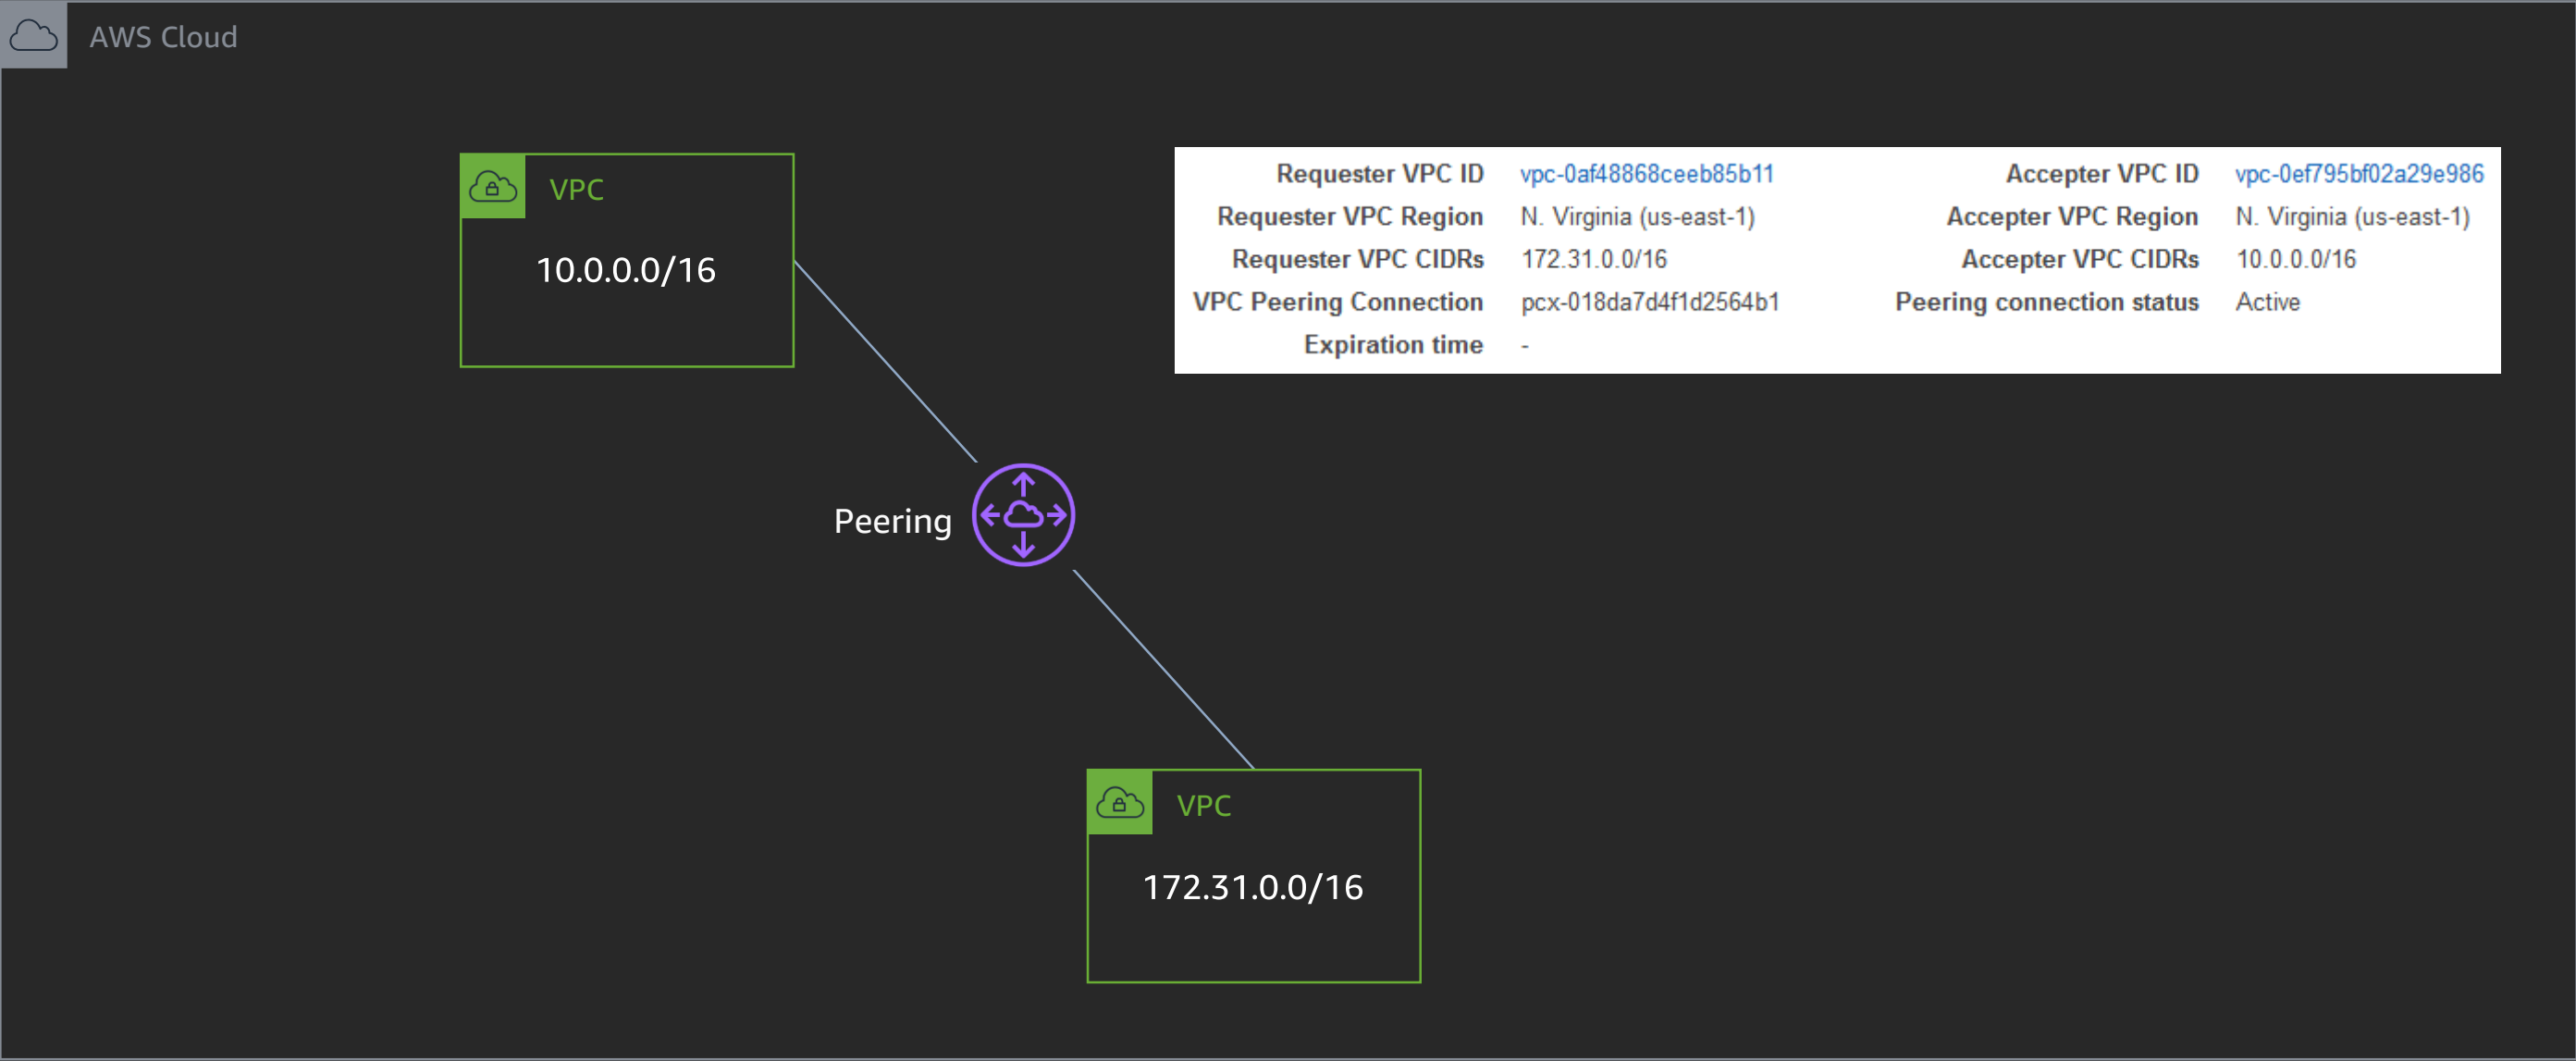 AWS Cloud
VPC
10.0.0.0/16
Requester VPC ID vpc-0af48868ceeb85b11 Accepter VPC ID vpc-0ef795bf02a29e986
Requester VPC Region N. Virginia (us-east-1) Accepter VPC Region N. Virginia (us-east-1)
Requester VPC CIDRs 172.31.0.0/16 Accepter VPC CIDRs 10.0.0.0/16
VPC Peering Connection pcx-018da7d4f1d2564b1 Peering connection status Active
Expiration time -
Peering
VPC
172.31.0.0/16